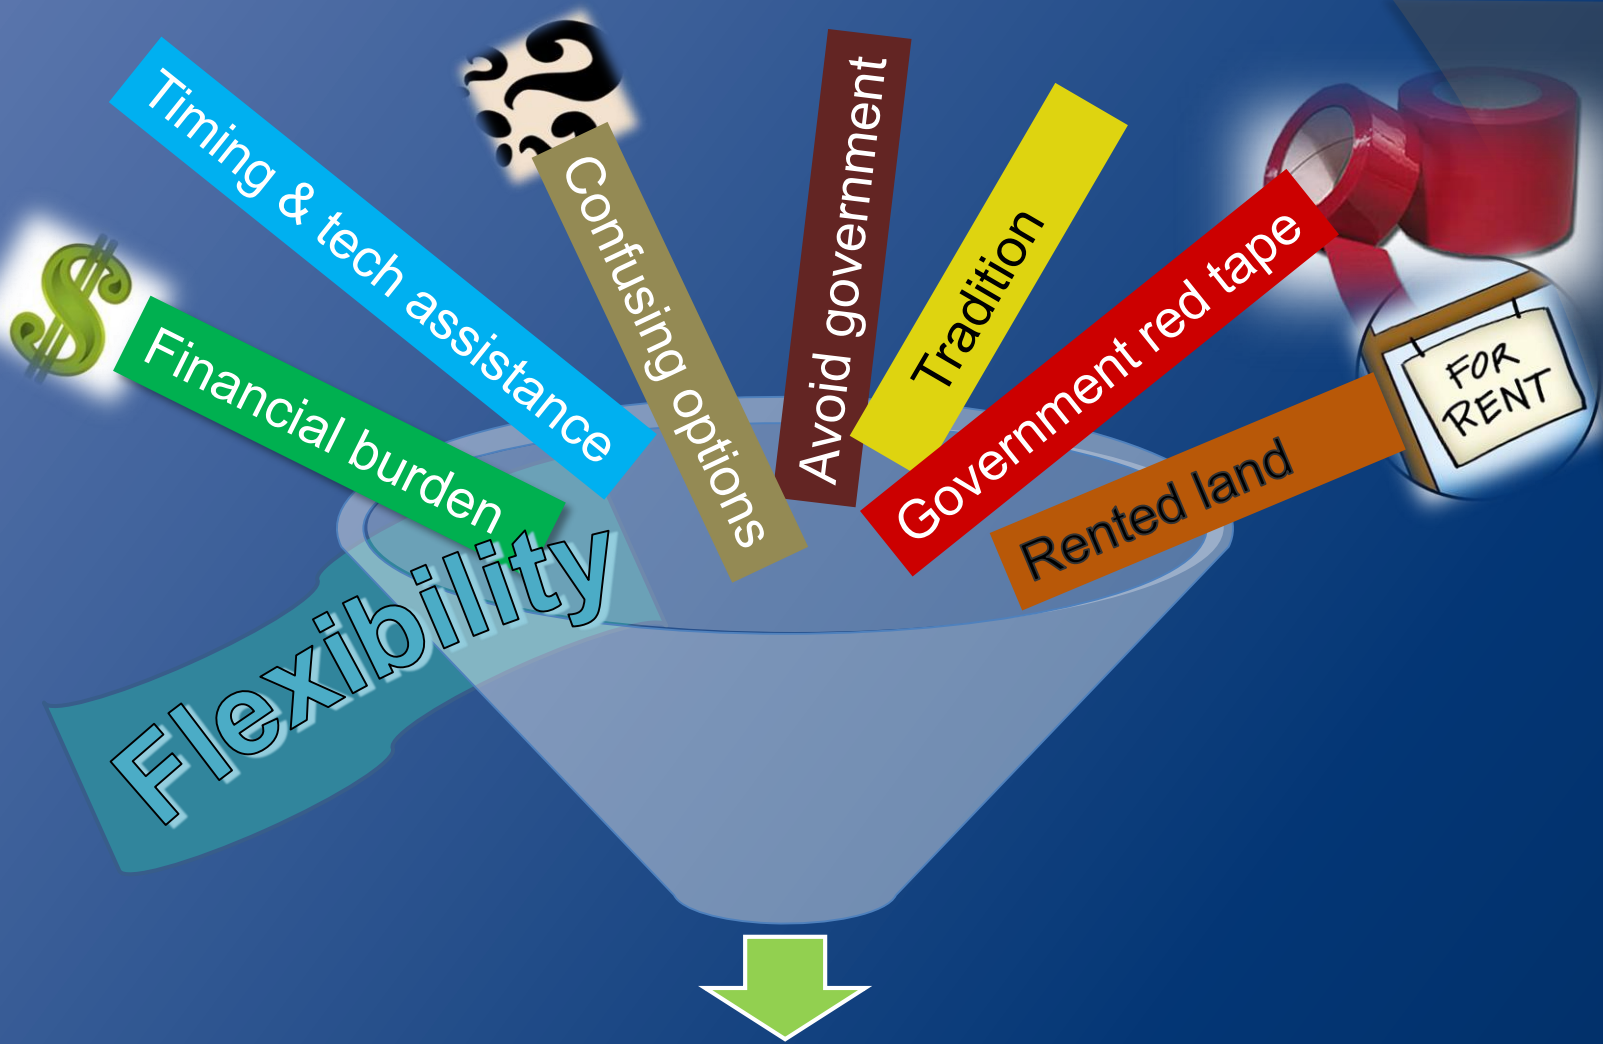 Timing & tech assistance
Confusing options
Avoid government
Tradition
Government red tape
Financial burden
FOR
RENT
Rented land
Flexibility